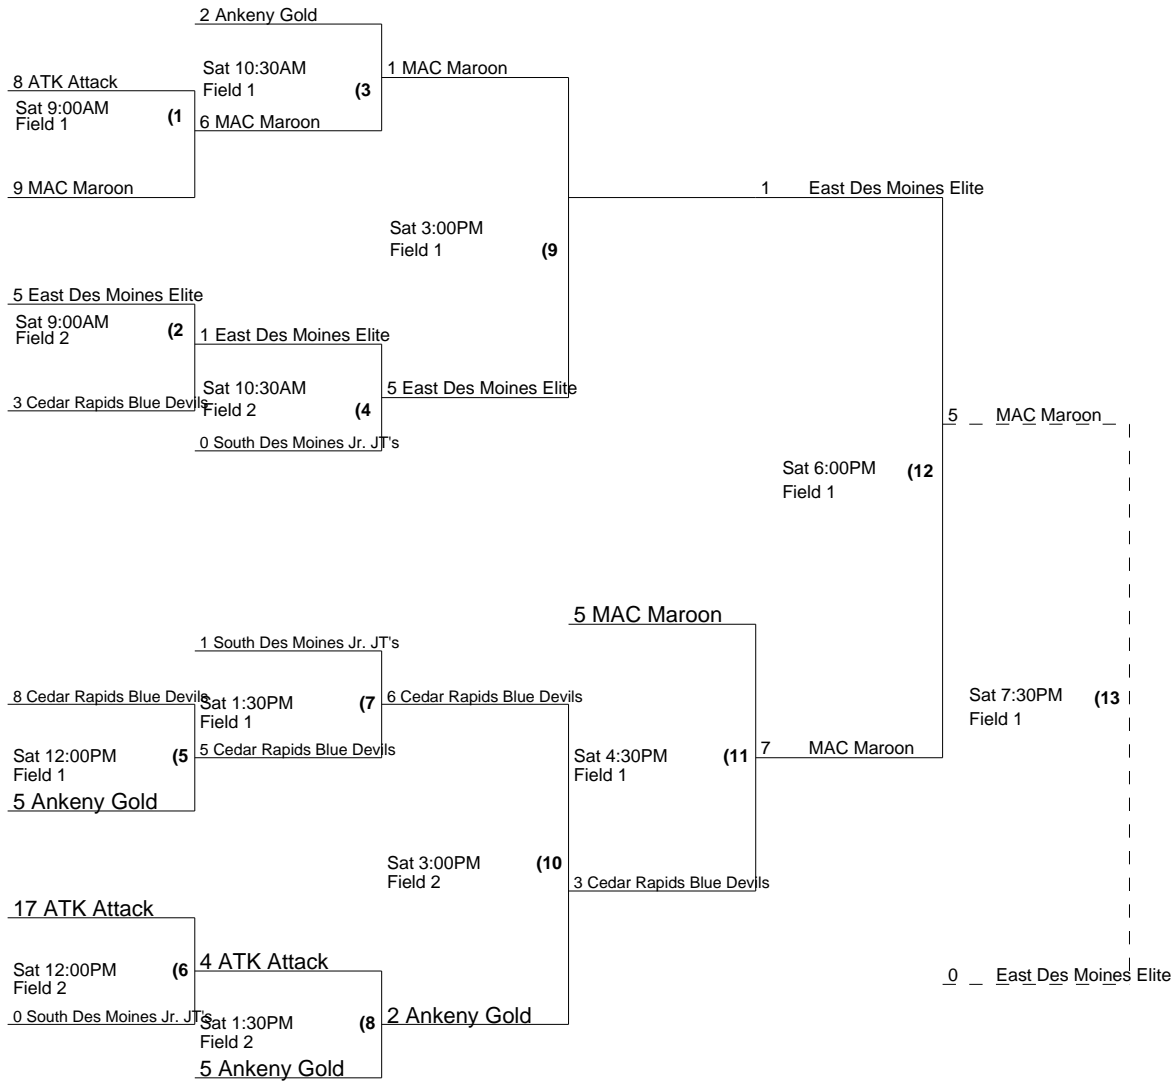 2 Ankeny Gold
Sat 10:30AM
Field 1
(3
1 MAC Maroon
8 ATK Attack
Sat 9:00AM
Field 1
(1
6 MAC Maroon
9 MAC Maroon
1 East Des Moines Elite
Sat 3:00PM
Field 1
(9
5 East Des Moines Elite
Sat 9:00AM
Field 2
(2
1 East Des Moines Elite
3 Cedar Rapids Blue Devils
Sat 10:30AM
Field 2
(4
5 East Des Moines Elite
0 South Des Moines Jr. JT's
5 MAC Maroon
Sat 6:00PM
Field 1
(12
5 MAC Maroon
1 South Des Moines Jr. JT's
8 Cedar Rapids Blue Devils
Sat 1:30PM
Field 1
(7
6 Cedar Rapids Blue Devils
Sat 7:30PM
Field 1
(13
Sat 12:00PM
Field 1
(5
5 Cedar Rapids Blue Devils
Sat 4:30PM
Field 1
(11
7 MAC Maroon
5 Ankeny Gold
Sat 3:00PM
Field 2
(10
3 Cedar Rapids Blue Devils
17 ATK Attack
Sat 12:00PM
Field 2
(6
4 ATK Attack
0 East Des Moines Elite
0 South Des Moines Jr. JT's
Sat 1:30PM
Field 2
(8
2 Ankeny Gold
5 Ankeny Gold